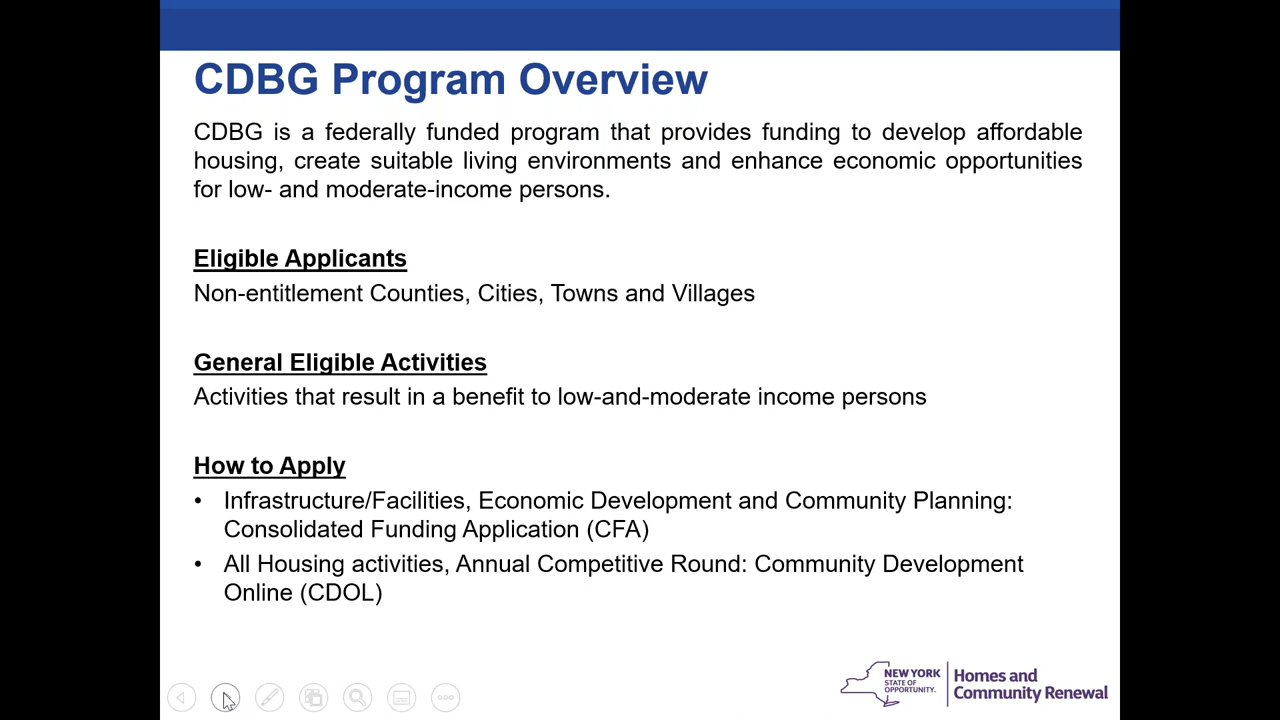 CDBG Program Overview
CDBG is a federally funded program that provides funding to develop affordable
housing, create suitable living environments and enhance economic opportunities
for low- and moderate-income persons.
Eligible Applicants
Non-entitlement Counties, Cities, Towns and Villages
General Eligible Activities
Activities that result in a benefit to low-and-moderate income persons
How to Apply
• Infrastructure/Facilities, Economic Development and Community Planning:
Consolidated Funding Application (CFA)
• All Housing activities, Annual Competitive Round: Community Development
Online (CDOL)
NEW YORK
STATE OF
OPPORTUNITY.
Homes and
Community Renewal